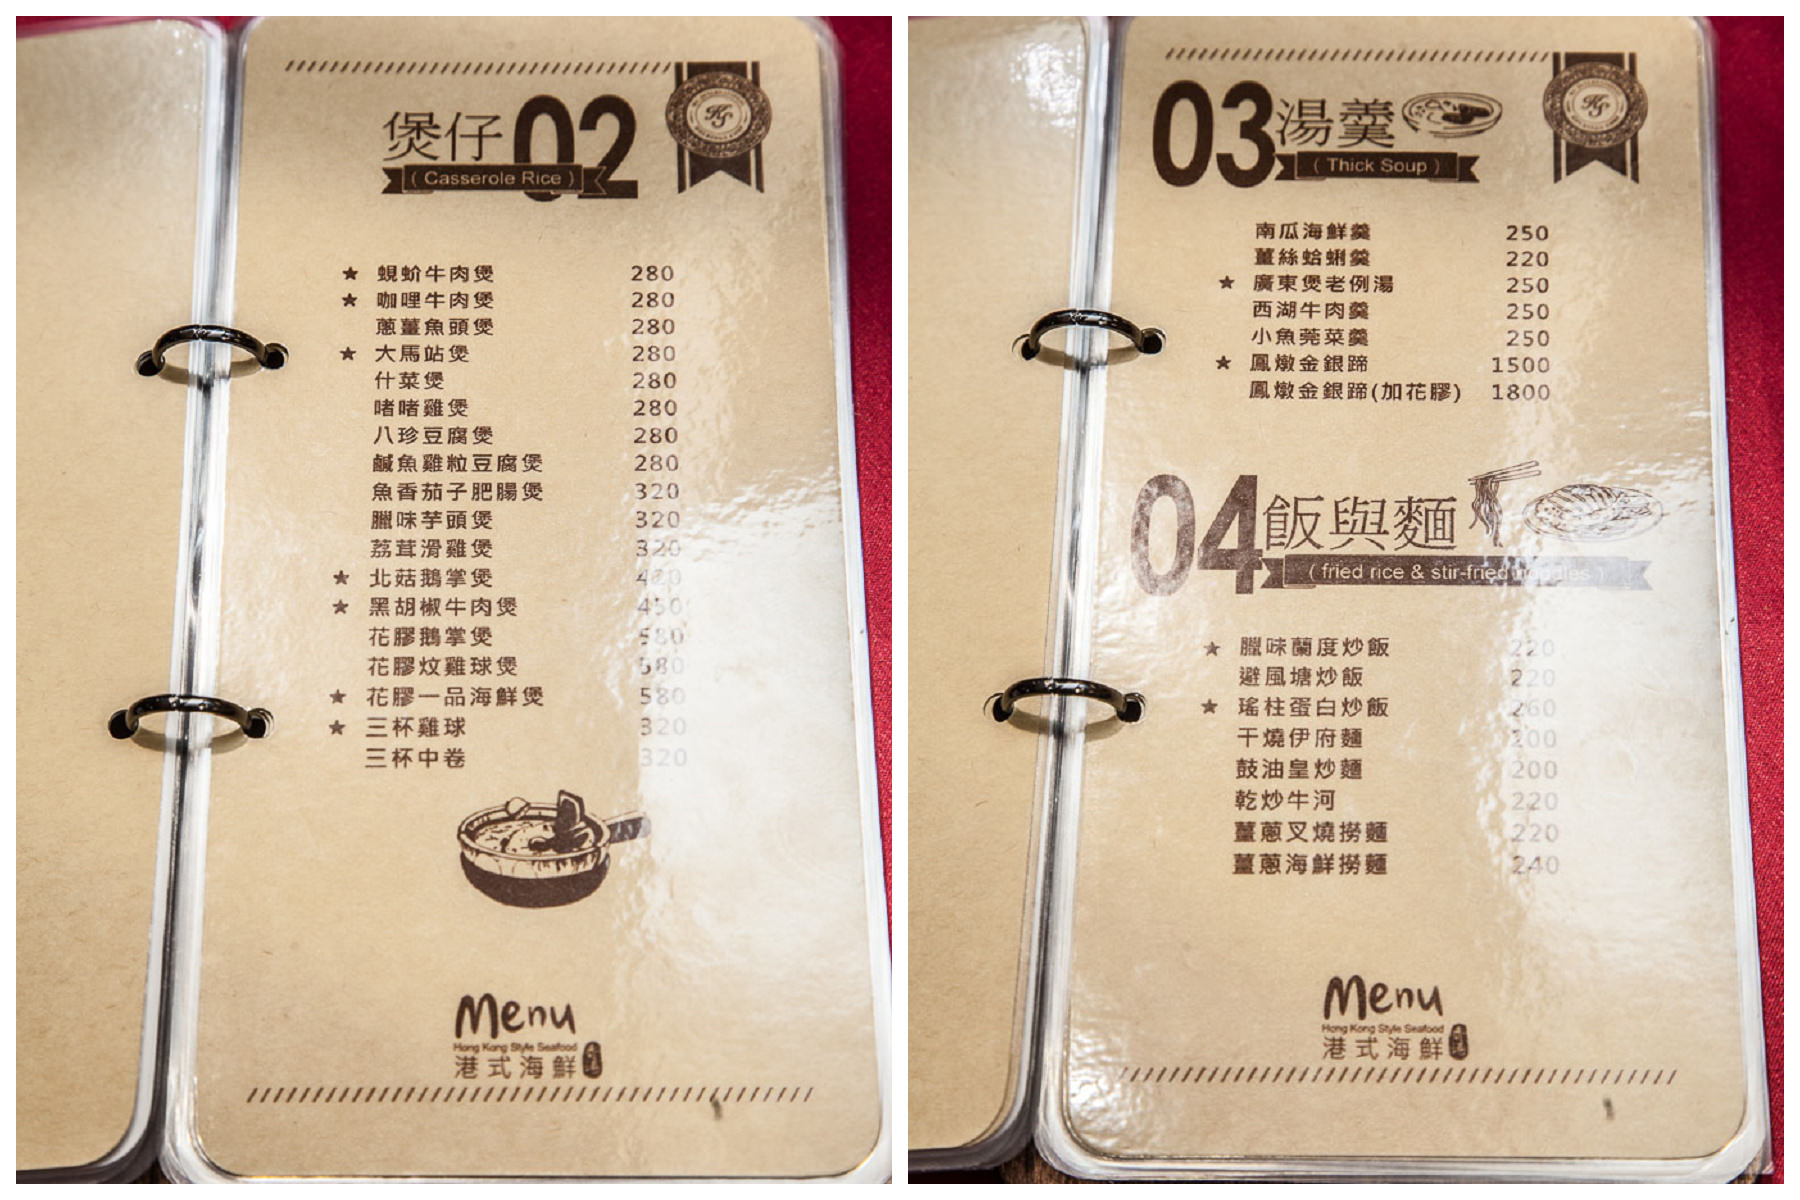 煲仔02
( Casserole Rice )
KS
★ 蜆蚧牛肉煲 280
★ 咖哩牛肉煲 280
蔥薑魚頭煲 280
★ 大馬站煲 280
什菜煲 280
啫啫雞煲 280
八珍豆腐煲 280
鹹魚雞粒豆腐煲 280
魚香茄子肥腸煲 320
臘味芋頭煲 320
荔茸滑雞煲 320
★ 北菇鵝掌煲
★ 黑胡椒牛肉煲 450
花膠鵝掌煲 580
花膠炆雞球煲 580
★ 花膠一品海鮮煲 580
★ 三杯雞球 320
三杯中卷 320
Menu
Hong Kong Style Seafood
港式海鮮
03湯羹
( Thick Soup )
KS
南瓜海鮮羹 250
薑絲蛤蜊羹 220
★ 廣東煲老例湯 250
西湖牛肉羹 250
小魚莞菜羹 250
★ 鳳燉金銀蹄 1500
鳳燉金銀蹄(加花膠) 1800
04飯與麵
( fried rice & stir-fried noodles )
★ 臘味蘭度炒飯 220
避風塘炒飯 220
★ 瑤柱蛋白炒飯 260
干燒伊府麵 200
鼓油皇炒麵 200
乾炒牛河 220
薑蔥叉燒撈麵 220
薑蔥海鮮撈麵 240
Menu
Hong Kong Style Seafood
港式海鮮